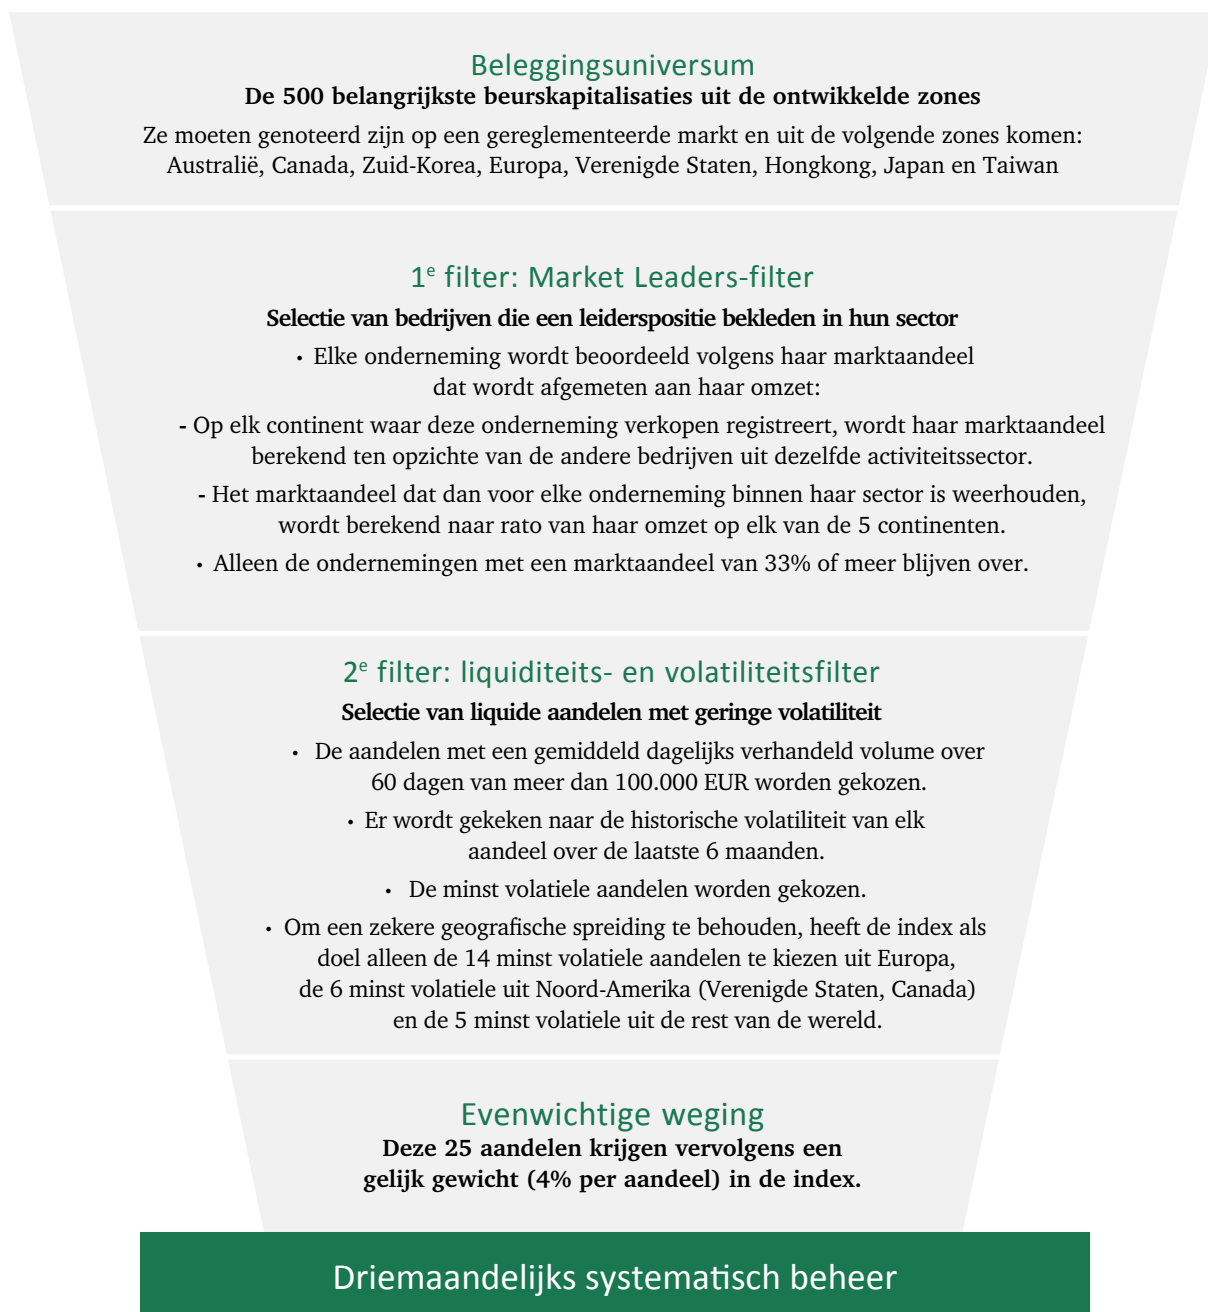 Beleggingsuniversum
De 500 belangrijkste beurskapitalisaties uit de ontwikkelde zones
Ze moeten genoteerd zijn op een gereglementeerde markt en uit de volgende zones komen:
Australië, Canada, Zuid-Korea, Europa, Verenigde Staten, Hongkong, Japan en Taiwan
1e filter: Market Leaders-filter
Selectie van bedrijven die een leiderspositie bekleden in hun sector
• Elke onderneming wordt beoordeeld volgens haar marktaandeel
dat wordt afgemeten aan haar omzet:
- Op elk continent waar deze onderneming verkopen registreert, wordt haar marktaandeel
berekend ten opzichte van de andere bedrijven uit dezelfde activiteitssector.
- Het marktaandeel dat dan voor elke onderneming binnen haar sector is weerhouden,
wordt berekend naar rato van haar omzet op elk van de 5 continenten.
• Alleen de ondernemingen met een marktaandeel van 33% of meer blijven over.
2e filter: liquiditeits- en volatiliteitsfilter
Selectie van liquide aandelen met geringe volatiliteit
• De aandelen met een gemiddeld dagelijks verhandeld volume over
60 dagen van meer dan 100.000 EUR worden gekozen.
• Er wordt gekeken naar de historische volatiliteit van elk
aandeel over de laatste 6 maanden.
• De minst volatiele aandelen worden gekozen.
• Om een zekere geografische spreiding te behouden, heeft de index als
doel alleen de 14 minst volatiele aandelen te kiezen uit Europa,
de 6 minst volatiele uit Noord-Amerika (Verenigde Staten, Canada)
en de 5 minst volatiele uit de rest van de wereld.
Evenwichtige weging
Deze 25 aandelen krijgen vervolgens een
gelijk gewicht (4% per aandeel) in de index.
Driemaandelijks systematisch beheer